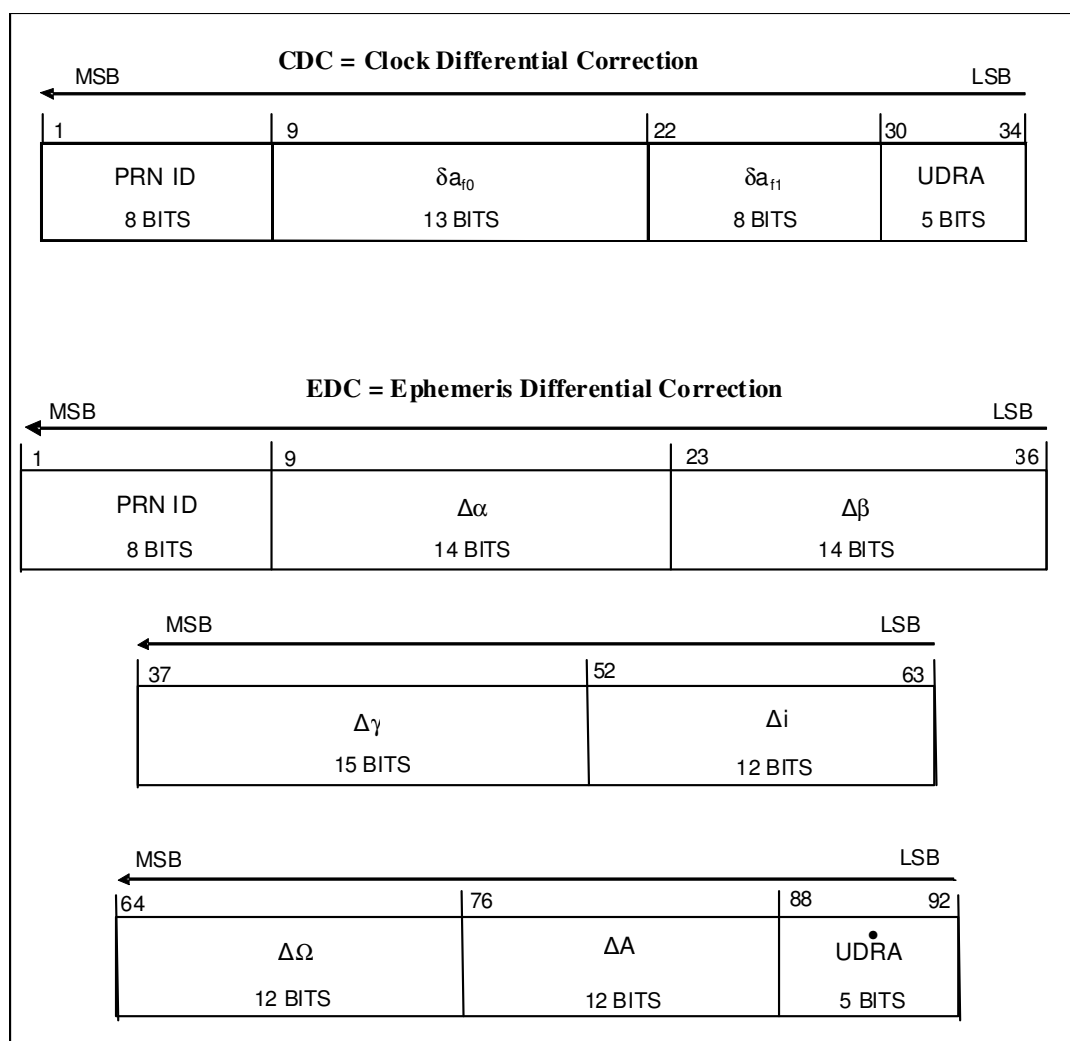 CDC = Clock Differential Correction
MSB LSB
1 9 22 30 34
PRN ID δaf0 δaf1 UDRA
8 BITS 13 BITS 8 BITS 5 BITS
EDC = Ephemeris Differential Correction
MSB LSB
1 9 23 36
PRN ID Δα Δβ
8 BITS 14 BITS 14 BITS
MSB LSB
37 52 63
Δγ Δi
15 BITS 12 BITS
MSB LSB
64 76 88 92
ΔΩ ΔA UDṘA
12 BITS 12 BITS 5 BITS